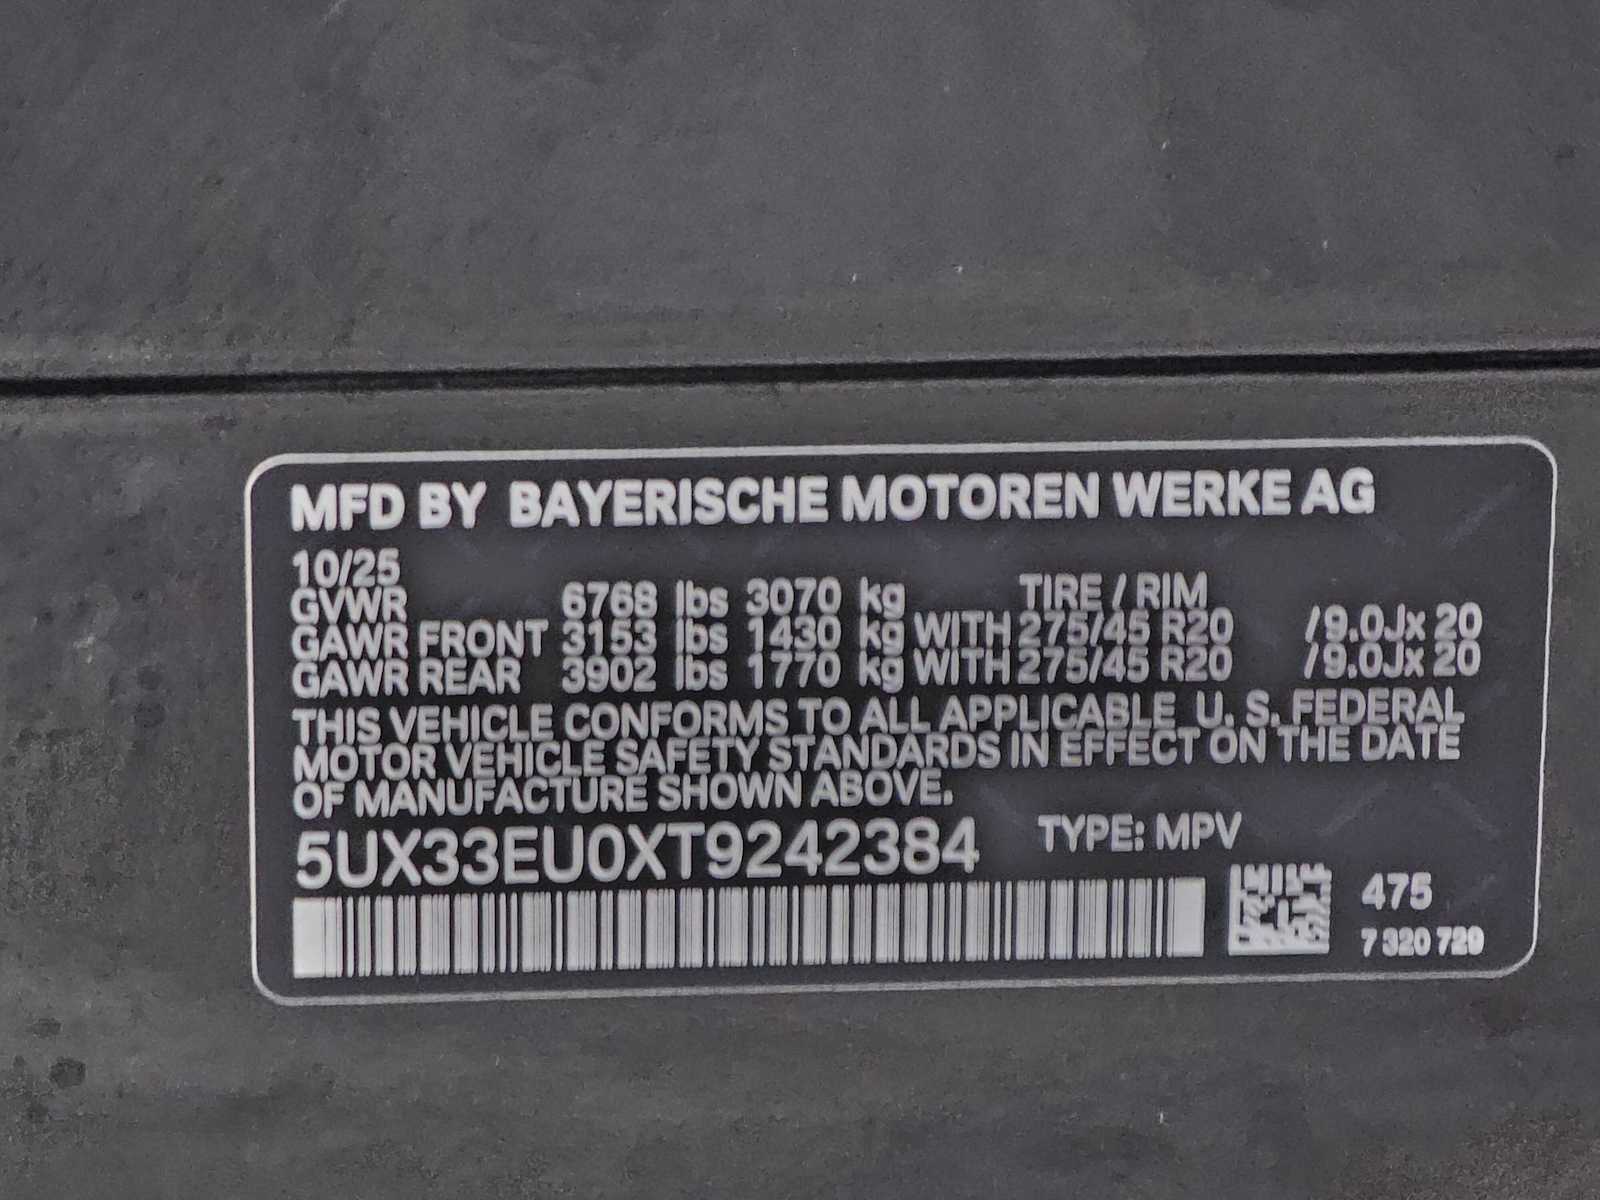 MFD BY BAYERISCHE MOTOREN WERKE AG
10/25
GVWR 6768 lbs 3070 kg TIRE / RIM
GAWR FRONT 3153 lbs 1430 kg WITH 275/45 R20 /9.0Jx 20
GAWR REAR 3902 lbs 1770 kg WITH 275/45 R20 /9.0Jx 20
THIS VEHICLE CONFORMS TO ALL APPLICABLE U. S. FEDERAL
MOTOR VEHICLE SAFETY STANDARDS IN EFFECT ON THE DATE
OF MANUFACTURE SHOWN ABOVE.
5UX33EU0XT9242384 TYPE: MPV
475
7 320 720